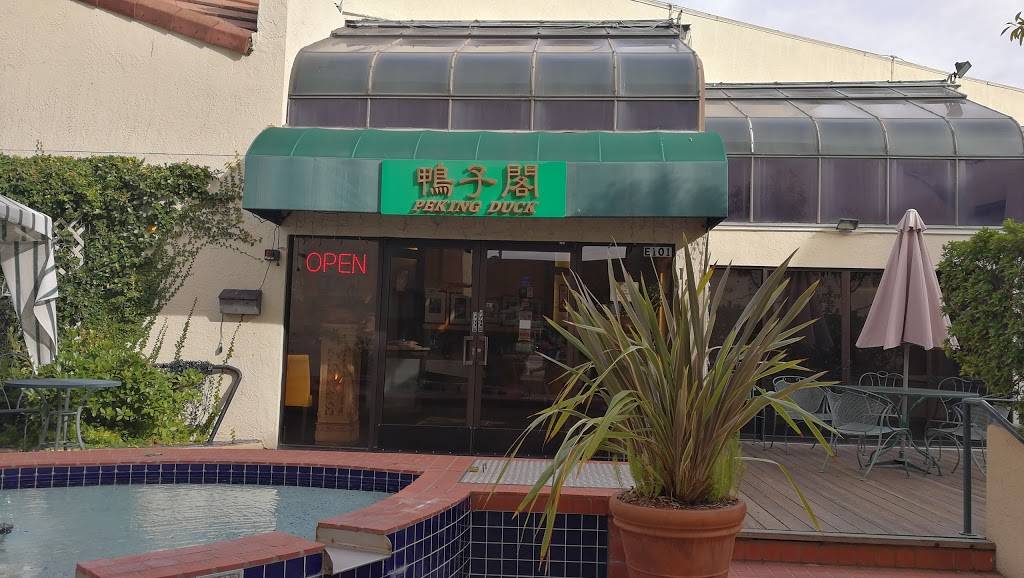 鴨子閣
PEKING DUCK
E101
OPEN